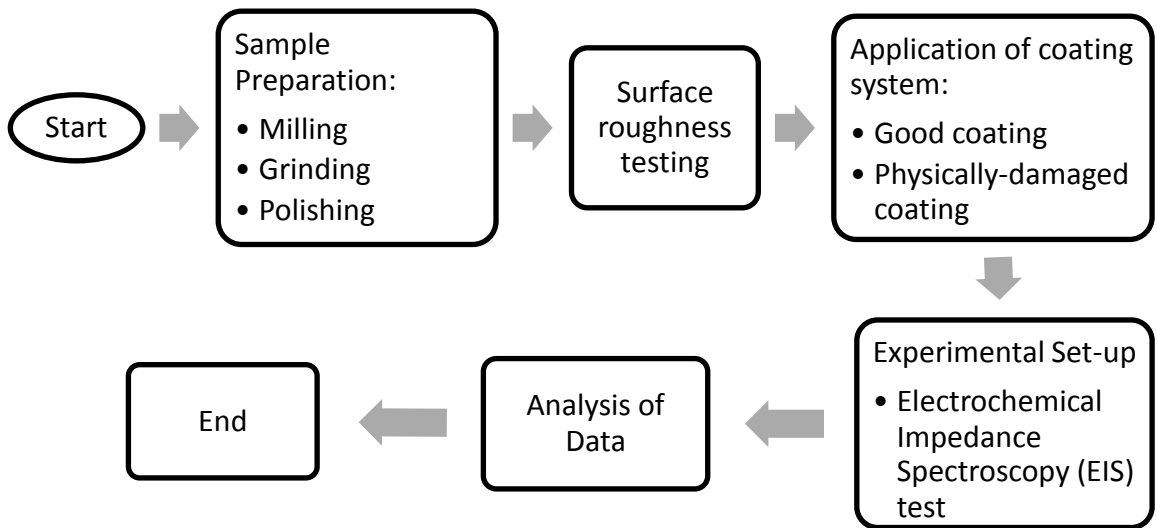 Start
Sample
Preparation:
• Milling
• Grinding
• Polishing
Surface
roughness
testing
Application of coating
system:
• Good coating
• Physically-damaged
coating
Experimental Set-up
• Electrochemical
Impedance
Spectroscopy (EIS)
test
Analysis of
Data
End